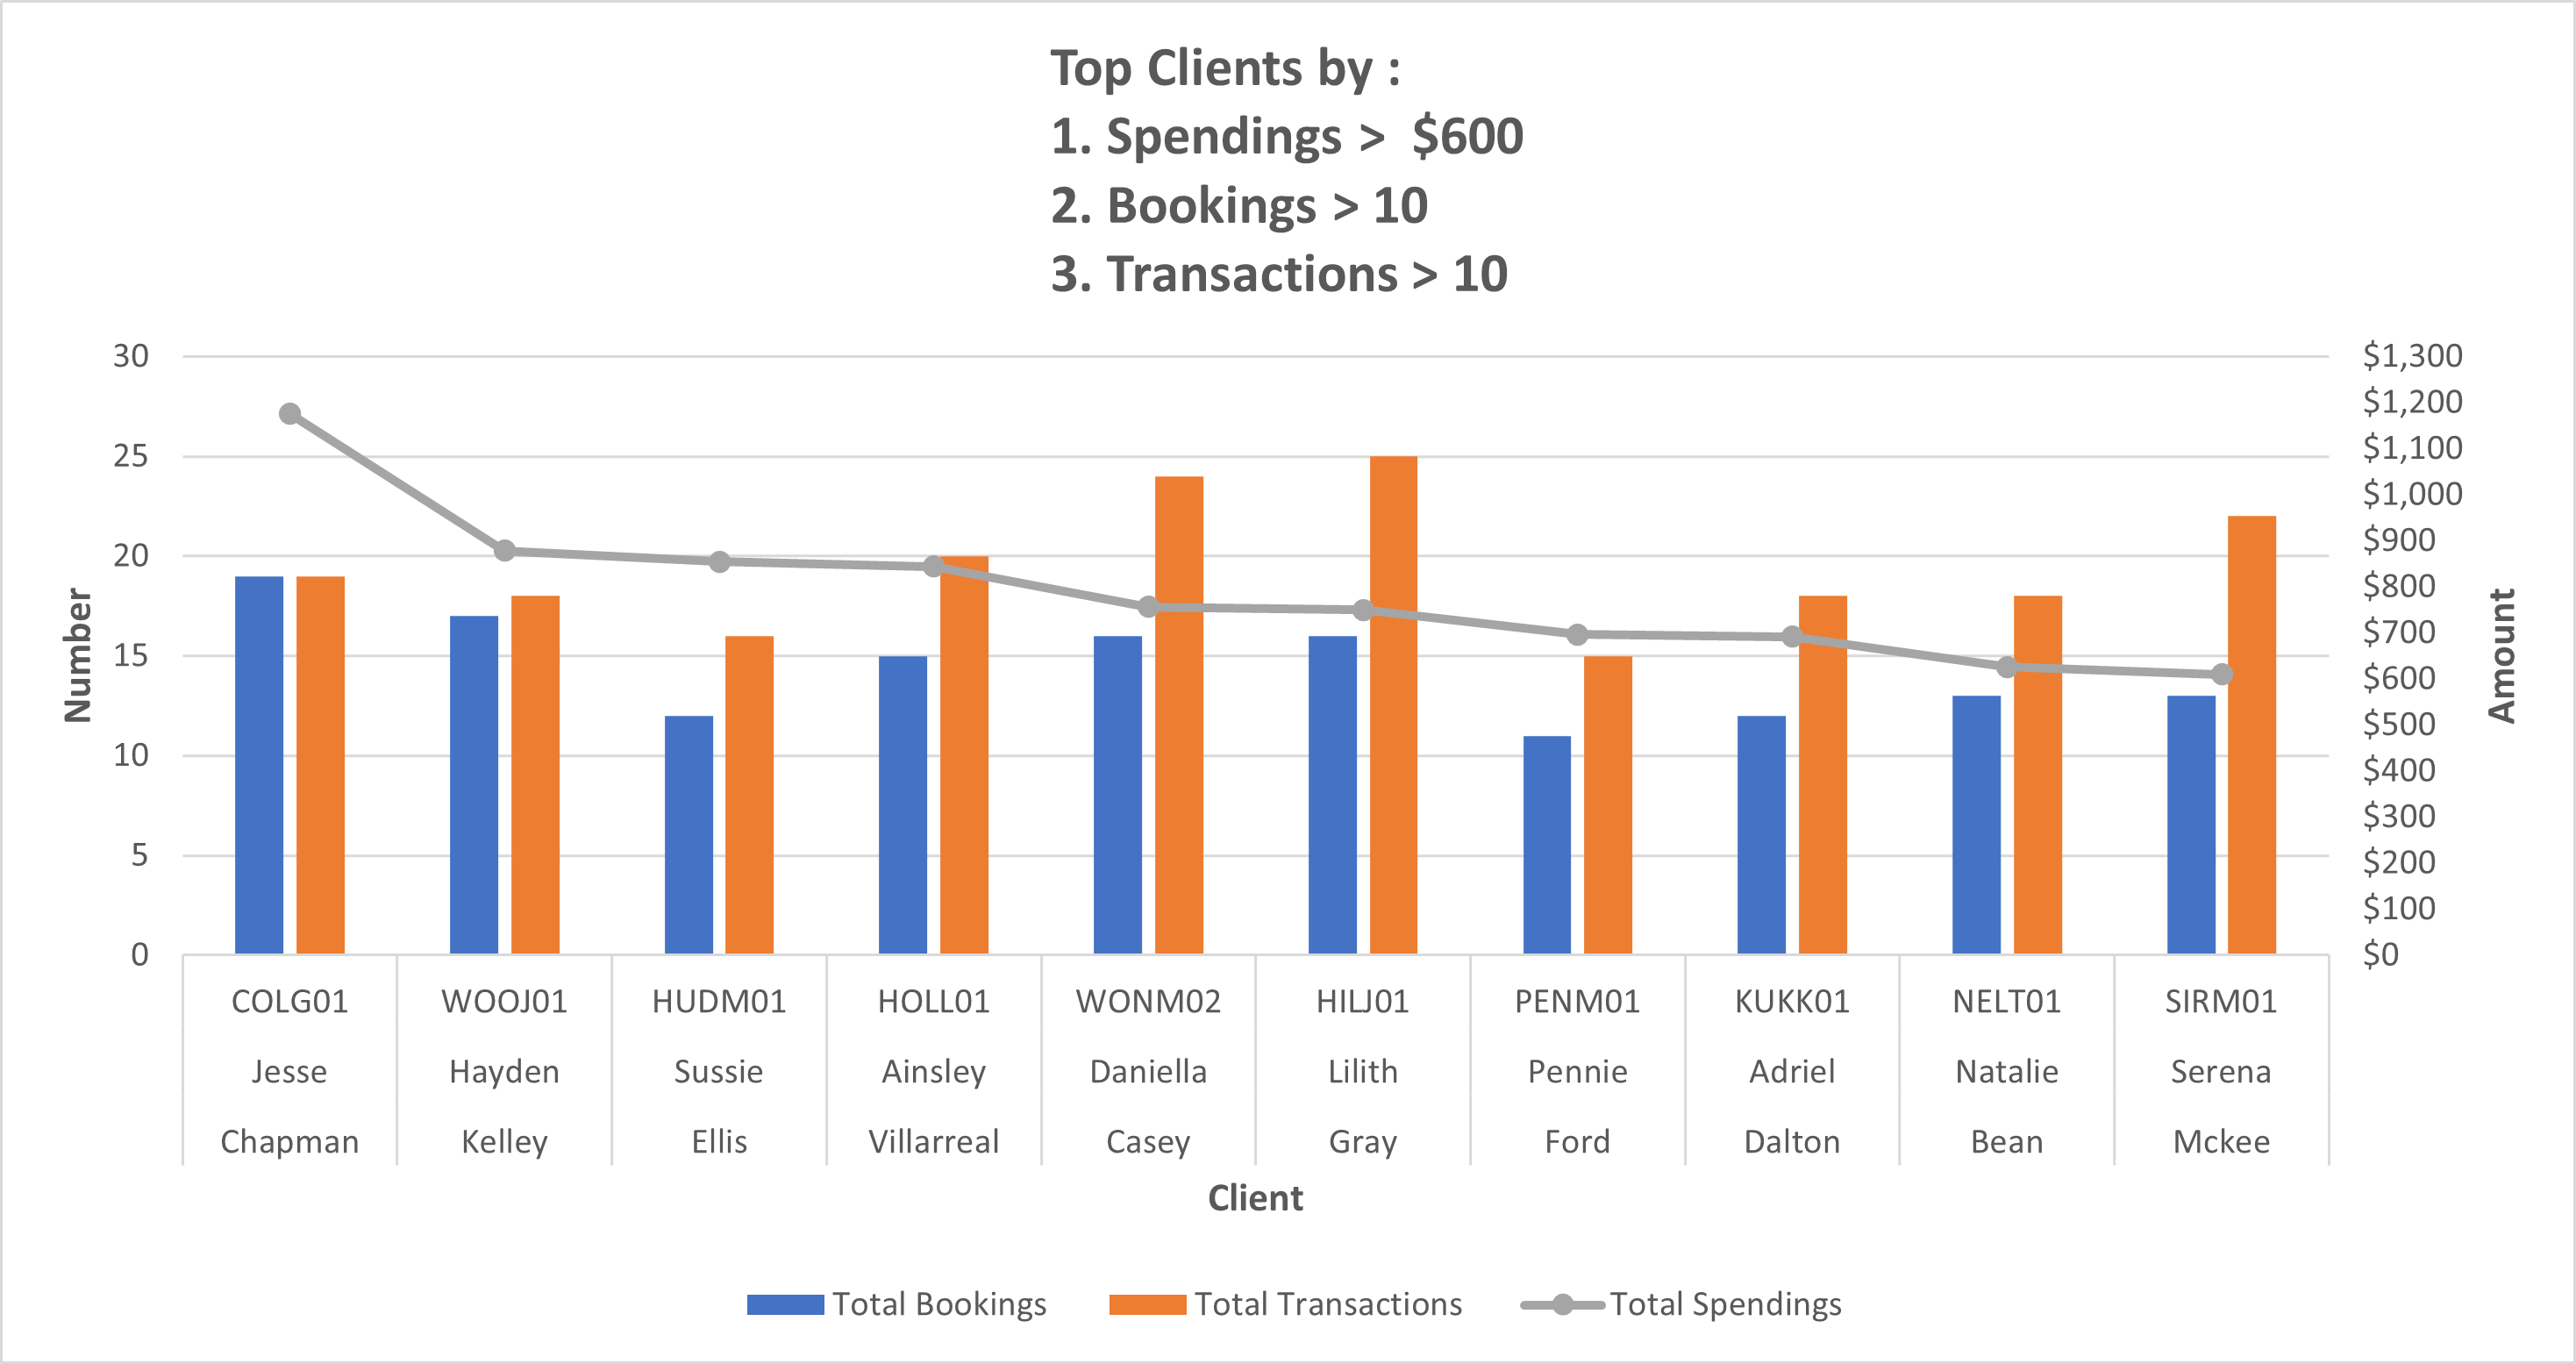 Top Clients by :
1. Spendings >  $600
2. Bookings > 10
3. Transactions > 10
30
25
20
15
10
5
0
Number
$1,300
$1,200
$1,100
$1,000
$900
$800
$700
$600
$500
$400
$300
$200
$100
$0
Amount
COLG01 WOOJ01 HUDM01 HOLL01 WONM02 HILJ01 PENM01 KUKK01 NELT01 SIRM01
Jesse Hayden Sussie Ainsley Daniella Lilith Pennie Adriel Natalie Serena
Chapman Kelley Ellis Villarreal Casey Gray Ford Dalton Bean Mckee
Client
Total Bookings Total Transactions Total Spendings